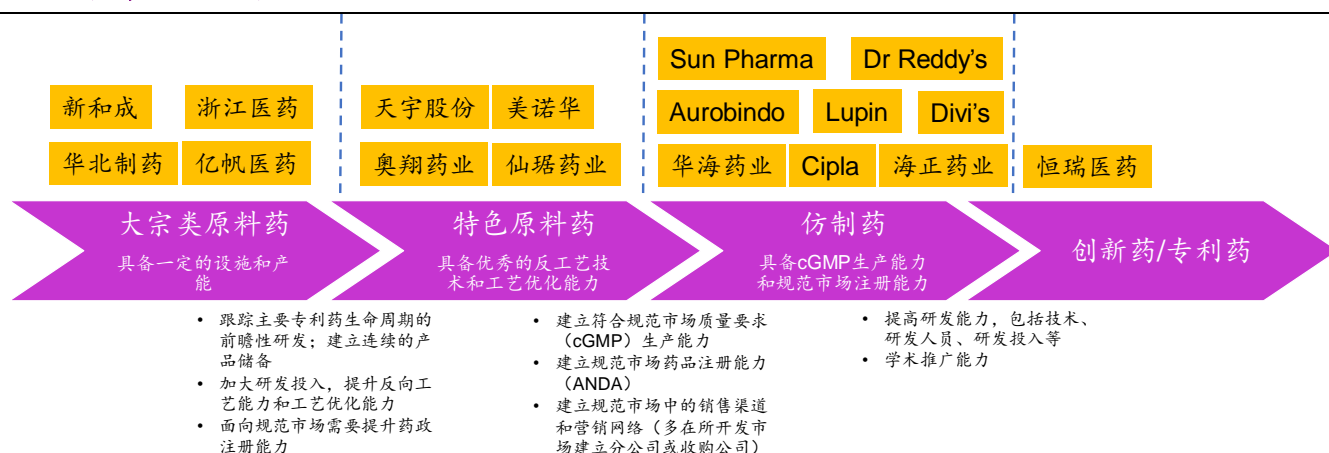 Sun Pharma
Dr Reddy's
新和成
浙江医药
天宇股份
美诺华
Aurobindo
Lupin
Divi's
华北制药
亿帆医药
奥翔药业
仙琚药业
华海药业
Cipla
海正药业
恒瑞医药
大宗类原料药
具备一定的设施和产
能
特色原料药
具备优秀的反工艺技
术和工艺优化能力
仿制药
具备cGMP生产能力
和规范市场注册能力
创新药/专利药
• 跟踪主要专利药生命周期的
前瞻性研发；建立连续的产
品储备
• 加大研发投入，提升反向工
艺能力和工艺优化能力
• 面向规范市场需要提升药政
注册能力
• 建立符合规范市场质量要求
（cGMP）生产能力
• 建立规范市场药品注册能力
（ANDA）
• 建立规范市场中的销售渠道
和营销网络（多在所开发市
场建立分公司或收购公司）
• 提高研发能力，包括技术、
研发人员、研发投入等
• 学术推广能力